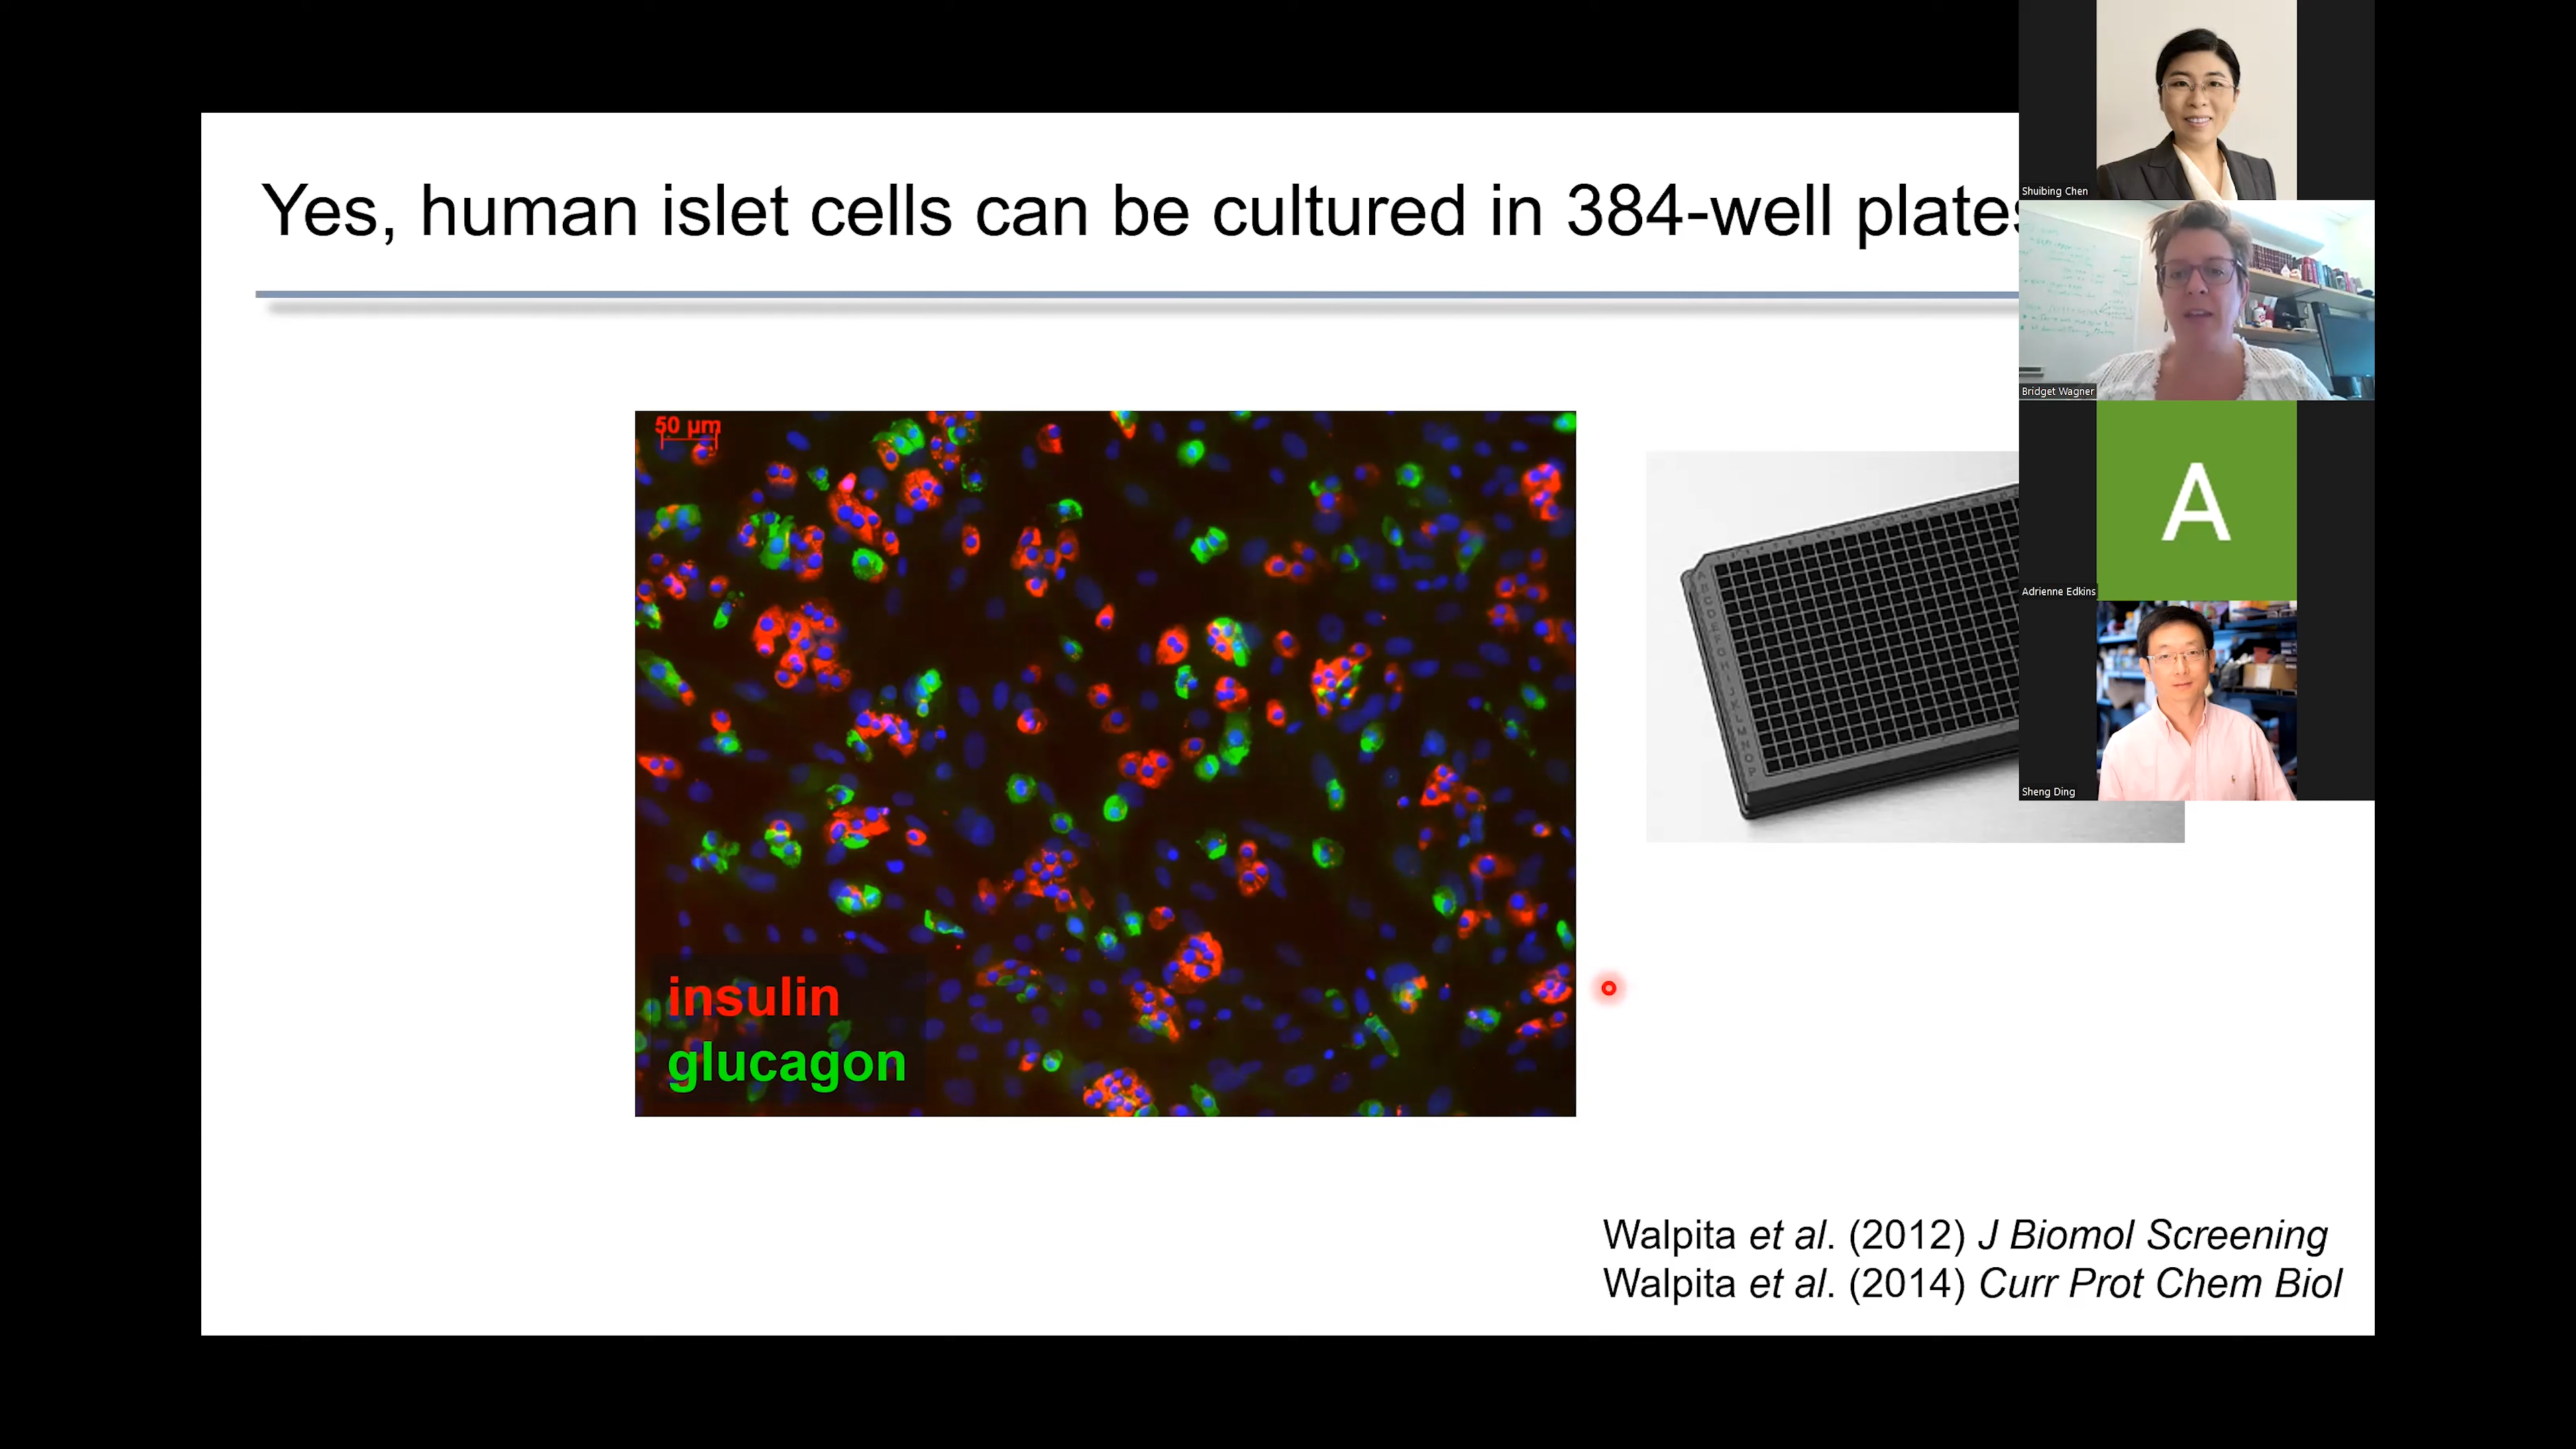 Yes, human islet cells can be cultured in 384-well plates
50 µm
insulin
glucagon
Walpita et al. (2012) J Biomol Screening
Walpita et al. (2014) Curr Prot Chem Biol
Shuibing Chen
Bridget Wagner
A
Adrienne Edkins
Sheng Ding